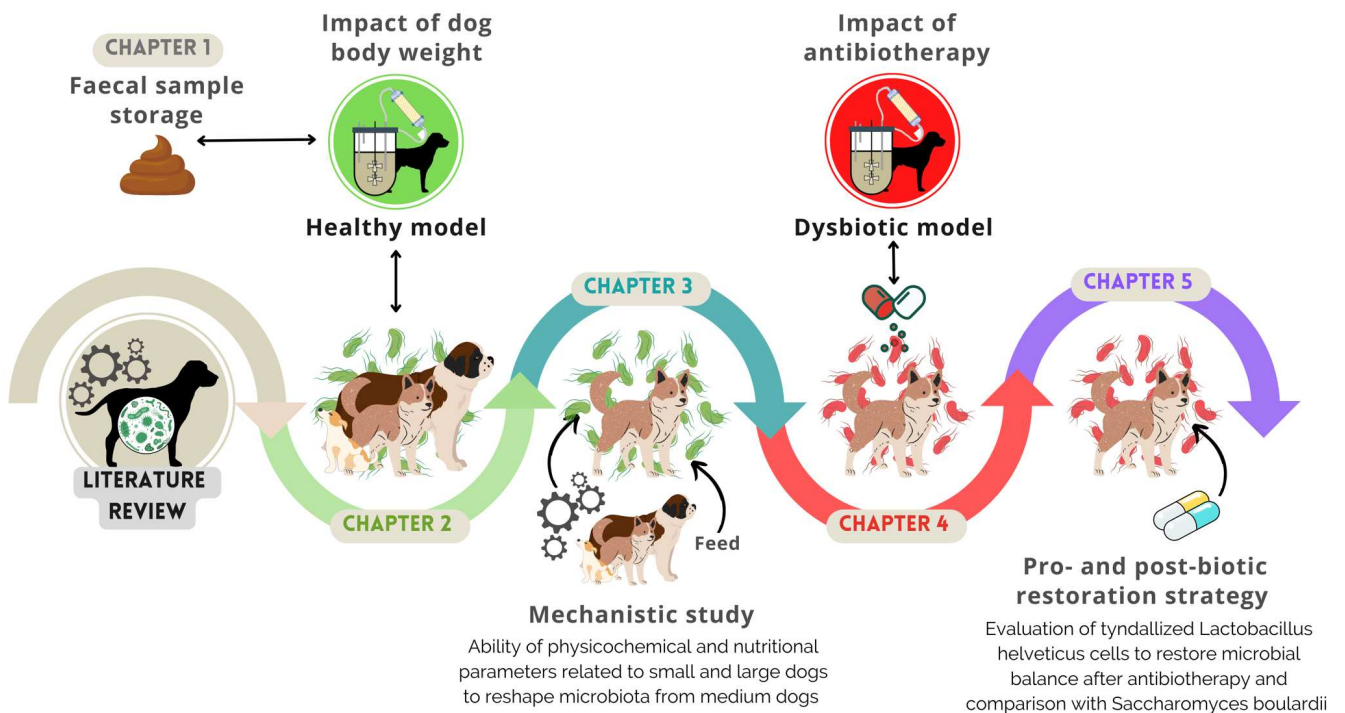 CHAPTER 1
Faecal sample
storage
Impact of dog
body weight
Healthy model
Impact of
antibiotherapy
Dysbiotic model
LITERATURE
REVIEW
CHAPTER 2
CHAPTER 3
Feed
Mechanistic study
Ability of physicochemical and nutritional
parameters related to small and large dogs
to reshape microbiota from medium dogs
CHAPTER 4
CHAPTER 5
Pro- and post-biotic
restoration strategy
Evaluation of tyndallized Lactobacillus
helveticus cells to restore microbial
balance after antibiotherapy and
comparison with Saccharomyces boulardii